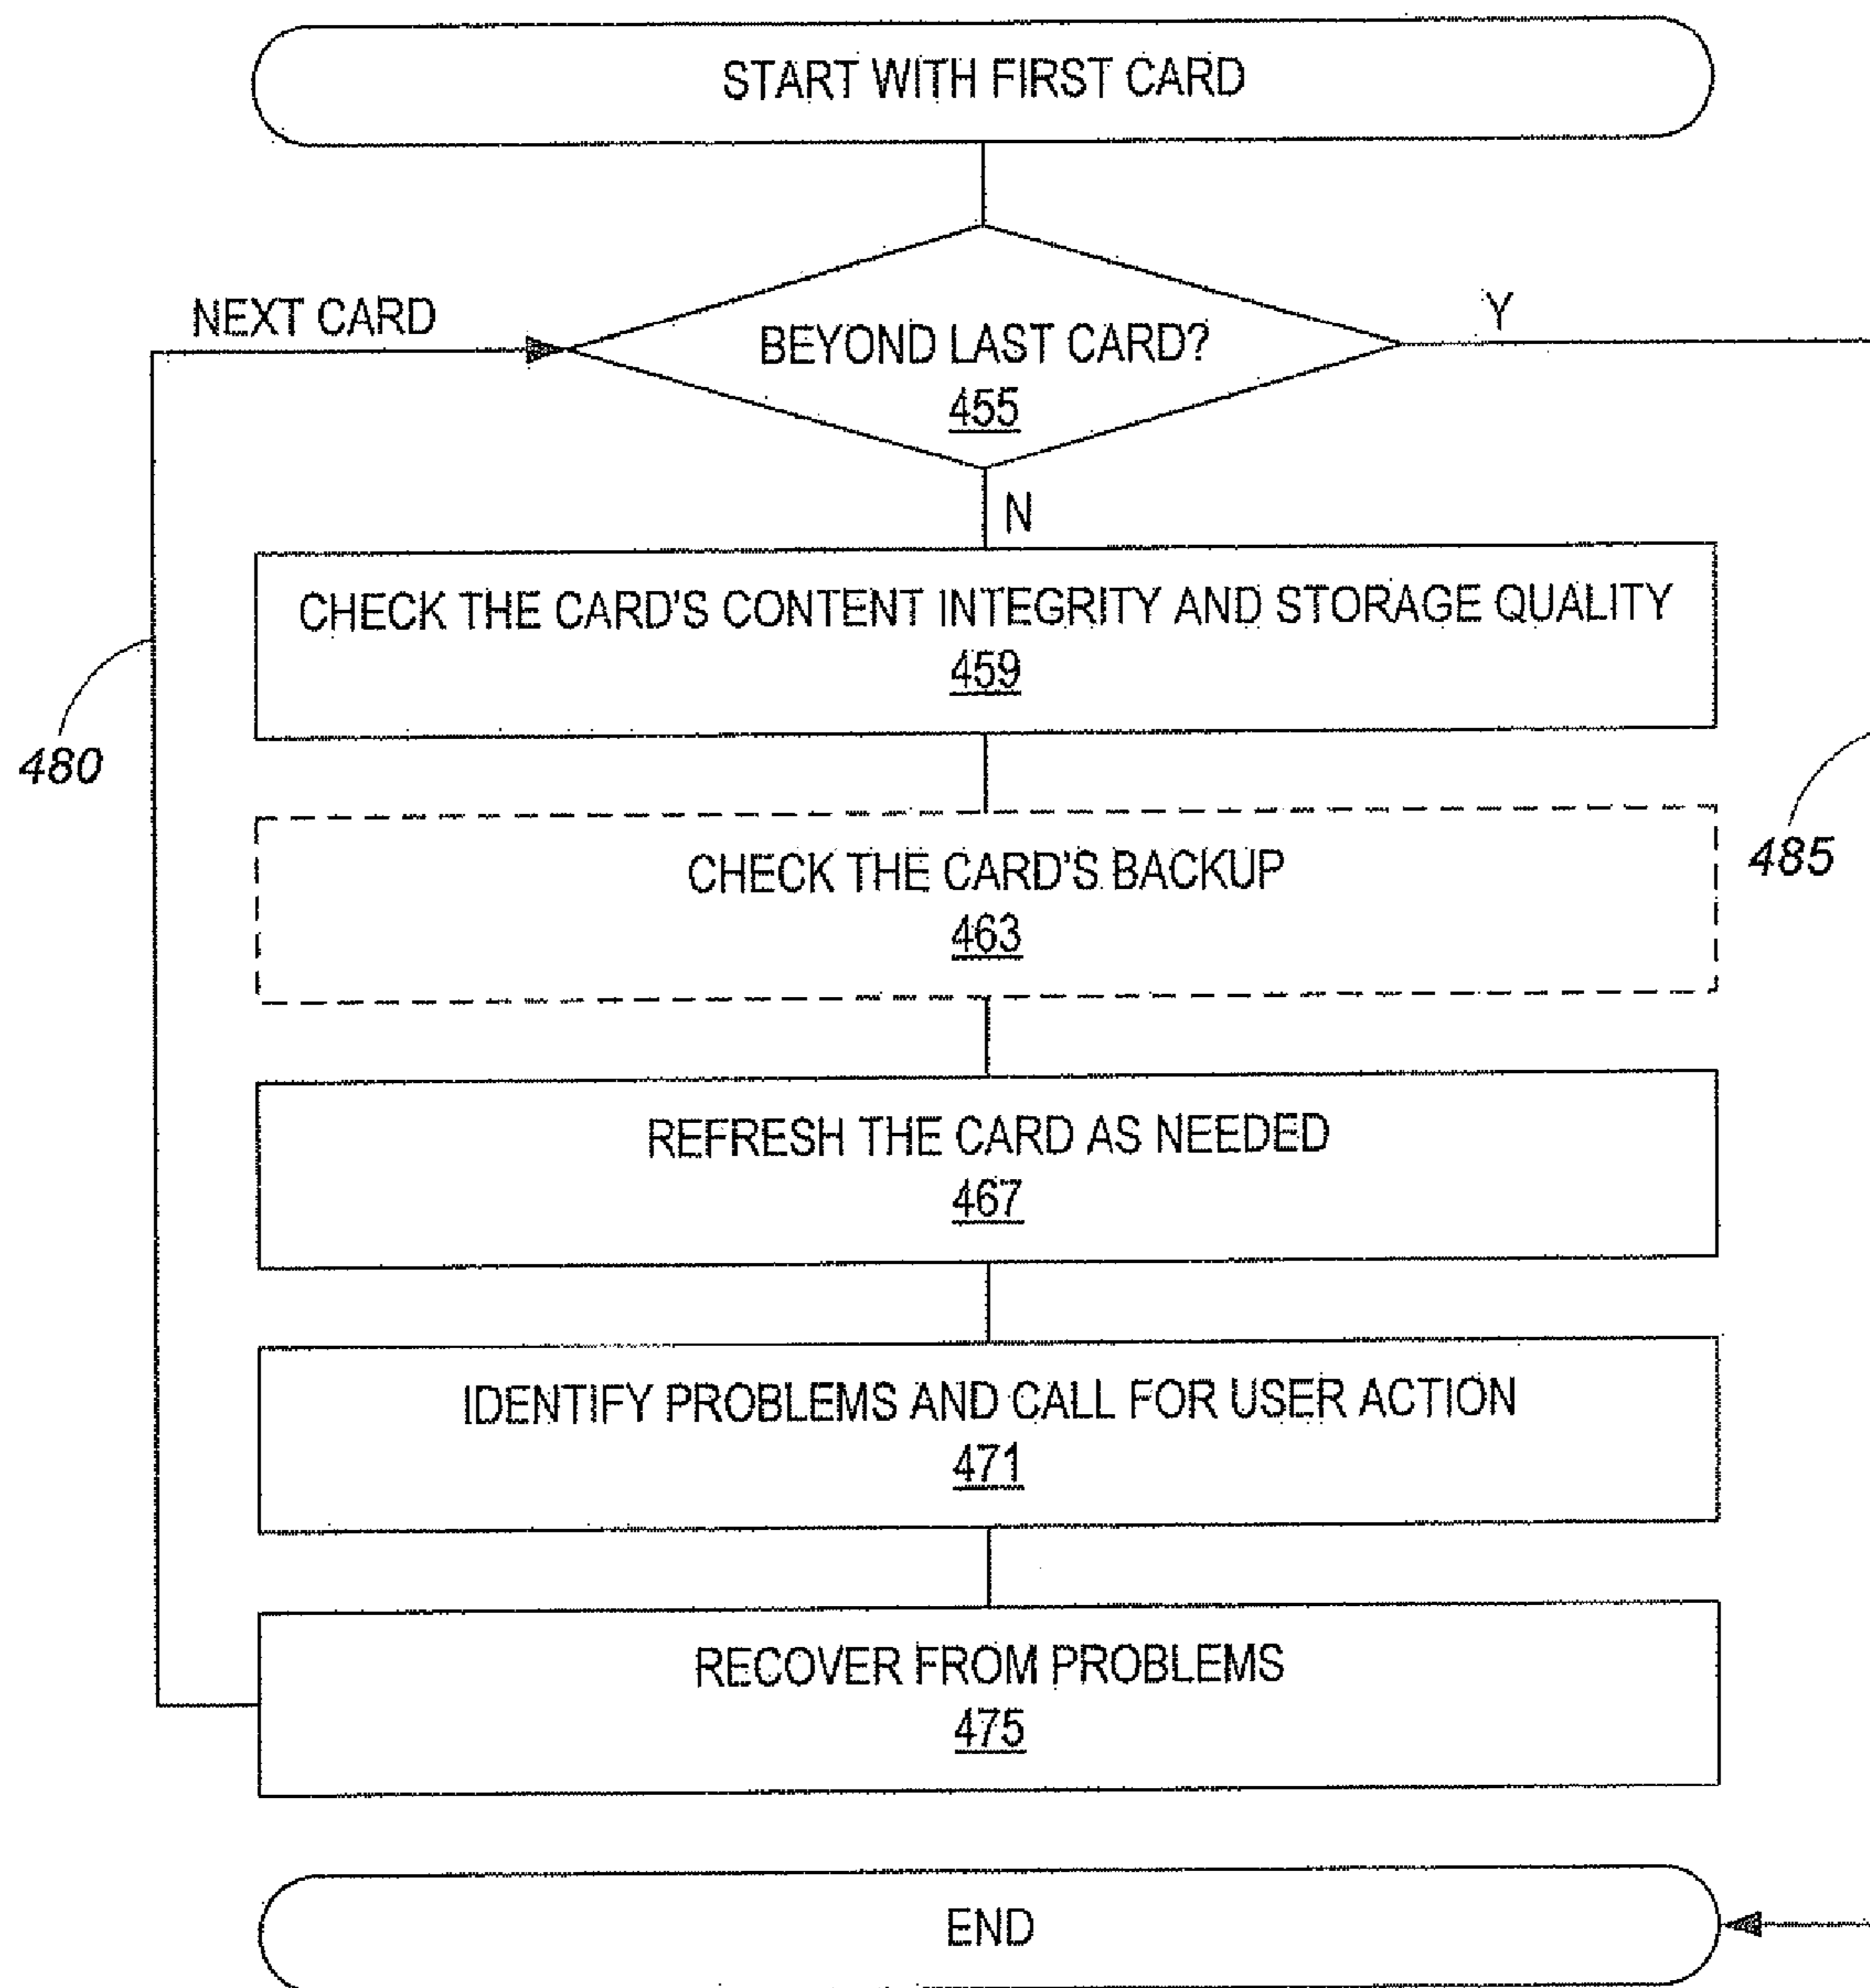 START WITH FIRST CARD
NEXT CARD
BEYOND LAST CARD?
455
Y
N
CHECK THE CARD'S CONTENT INTEGRITY AND STORAGE QUALITY
459
480
CHECK THE CARD'S BACKUP
463
485
REFRESH THE CARD AS NEEDED
467
IDENTIFY PROBLEMS AND CALL FOR USER ACTION
471
RECOVER FROM PROBLEMS
475
END